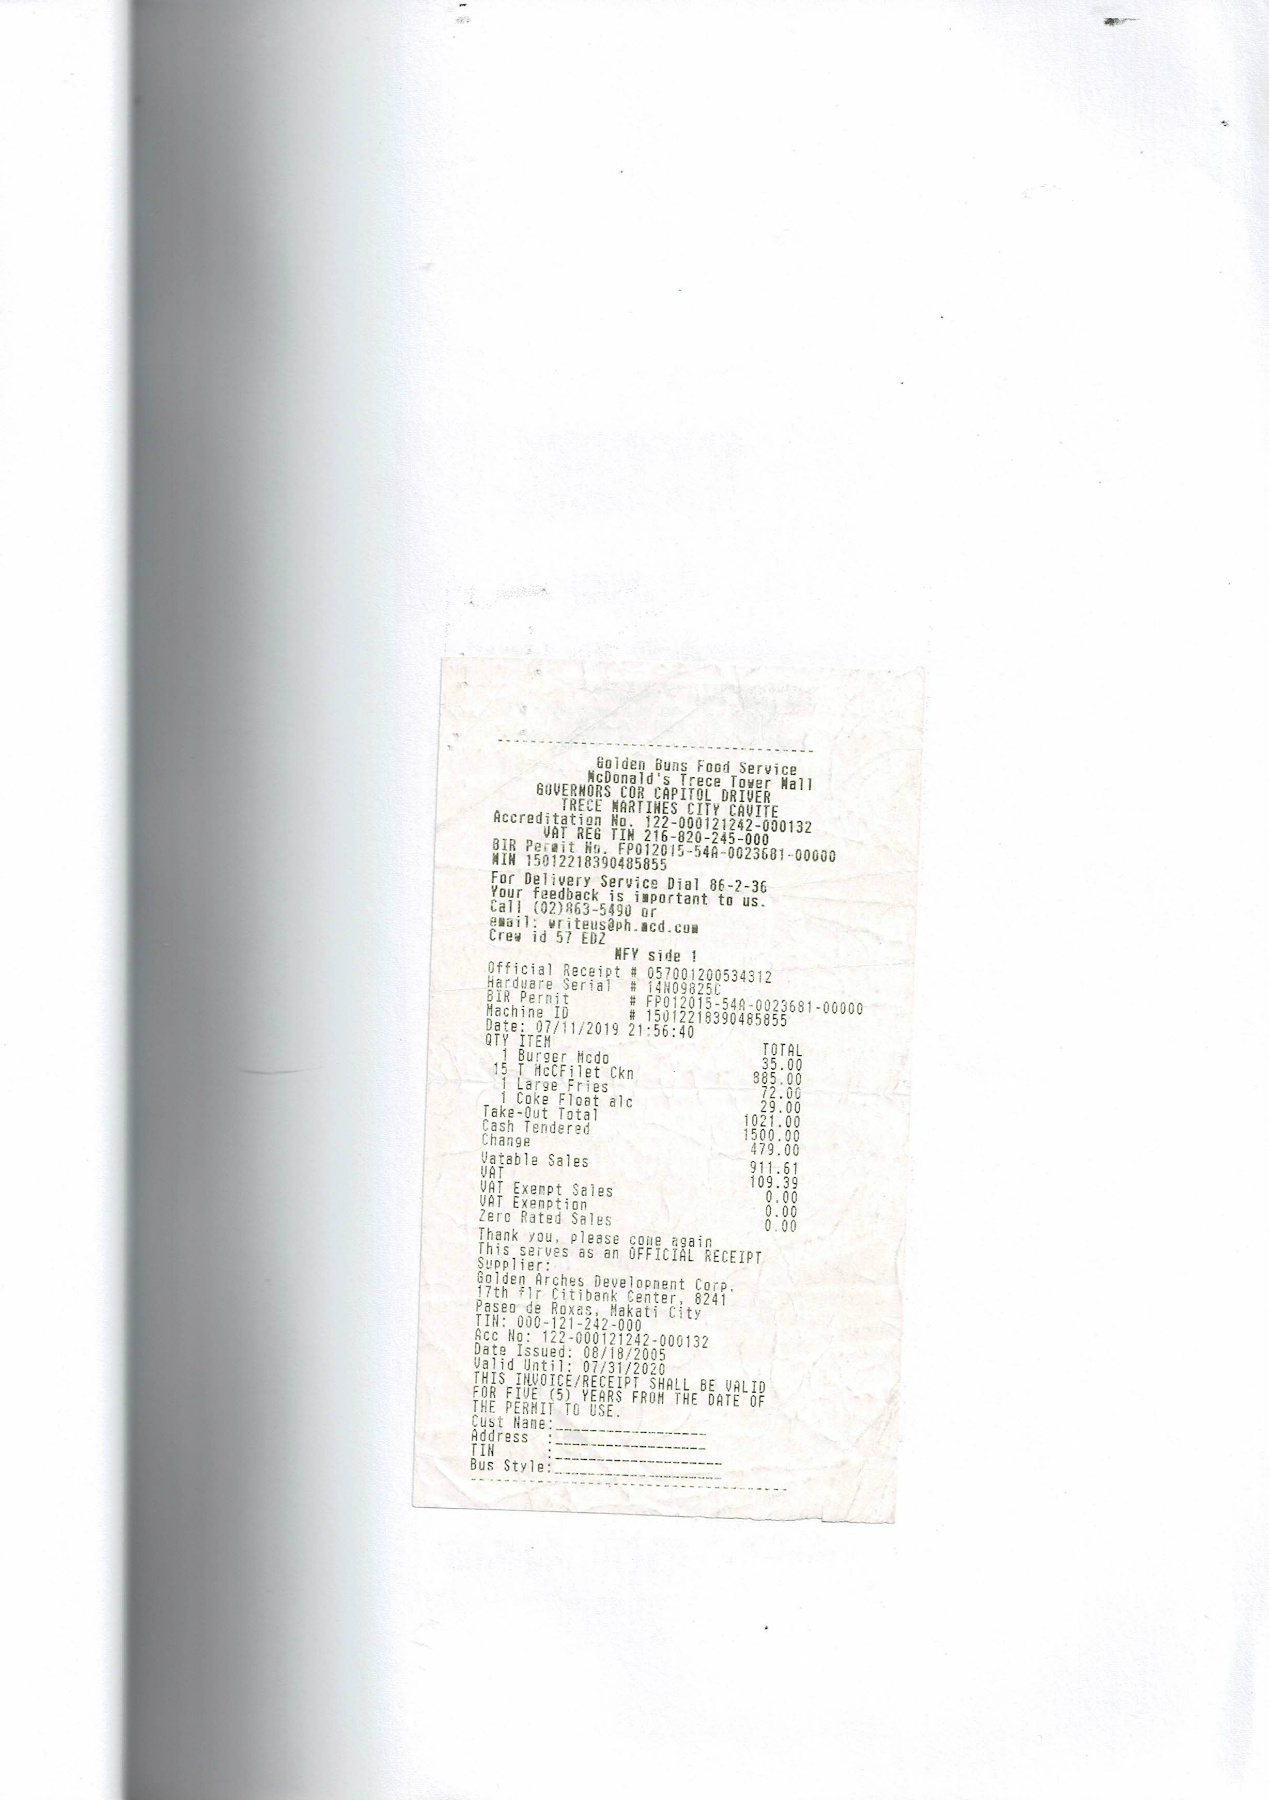 Golden Buns Food Service
McDonald's Trece Tower Mall
GOVERNORS COR CAPITOL DRIVER
TRECE MARTINES CITY CAVITE
Accreditation No. 122-000121242-000132
VAT REG TIN 216-820-245-000
BIR Permit No. FP012015-54A-0023681-00000
MIN 15012218390485855
For Delivery Service Dial 86-2-36
Your feedback is important to us.
Call (02)863-5490 or
email: writeus@ph.mcd.com
Crew id 57 EDZ
MFY side 1
Official Receipt # 057001200534312
Hardware Serial # 14N09825C
BIR Permit # FP012015-54A-0023681-00000
Machine ID # 15012218390485855
Date: 07/11/2019 21:56:40
QTY ITEM TOTAL
1 Burger Mcdo 35.00
15 T McCFilet Ckn 885.00
1 Large Fries 72.00
1 Coke Float alc 29.00
Take-Out Total 1021.00
Cash Tendered 1500.00
Change 479.00
Vatable Sales 911.61
VAT 109.39
VAT Exempt Sales 0.00
VAT Exemption 0.00
Zero Rated Sales 0.00
Thank you, please come again
This serves as an OFFICIAL RECEIPT
Supplier:
Golden Arches Development Corp.
17th flr Citibank Center, 8241
Paseo de Roxas, Makati City
TIN: 000-121-242-000
Acc No: 122-000121242-000132
Date Issued: 08/18/2005
Valid Until: 07/31/2020
THIS INVOICE/RECEIPT SHALL BE VALID
FOR FIVE (5) YEARS FROM THE DATE OF
THE PERMIT TO USE.
Cust Name:
Address :
TIN :
Bus Style: